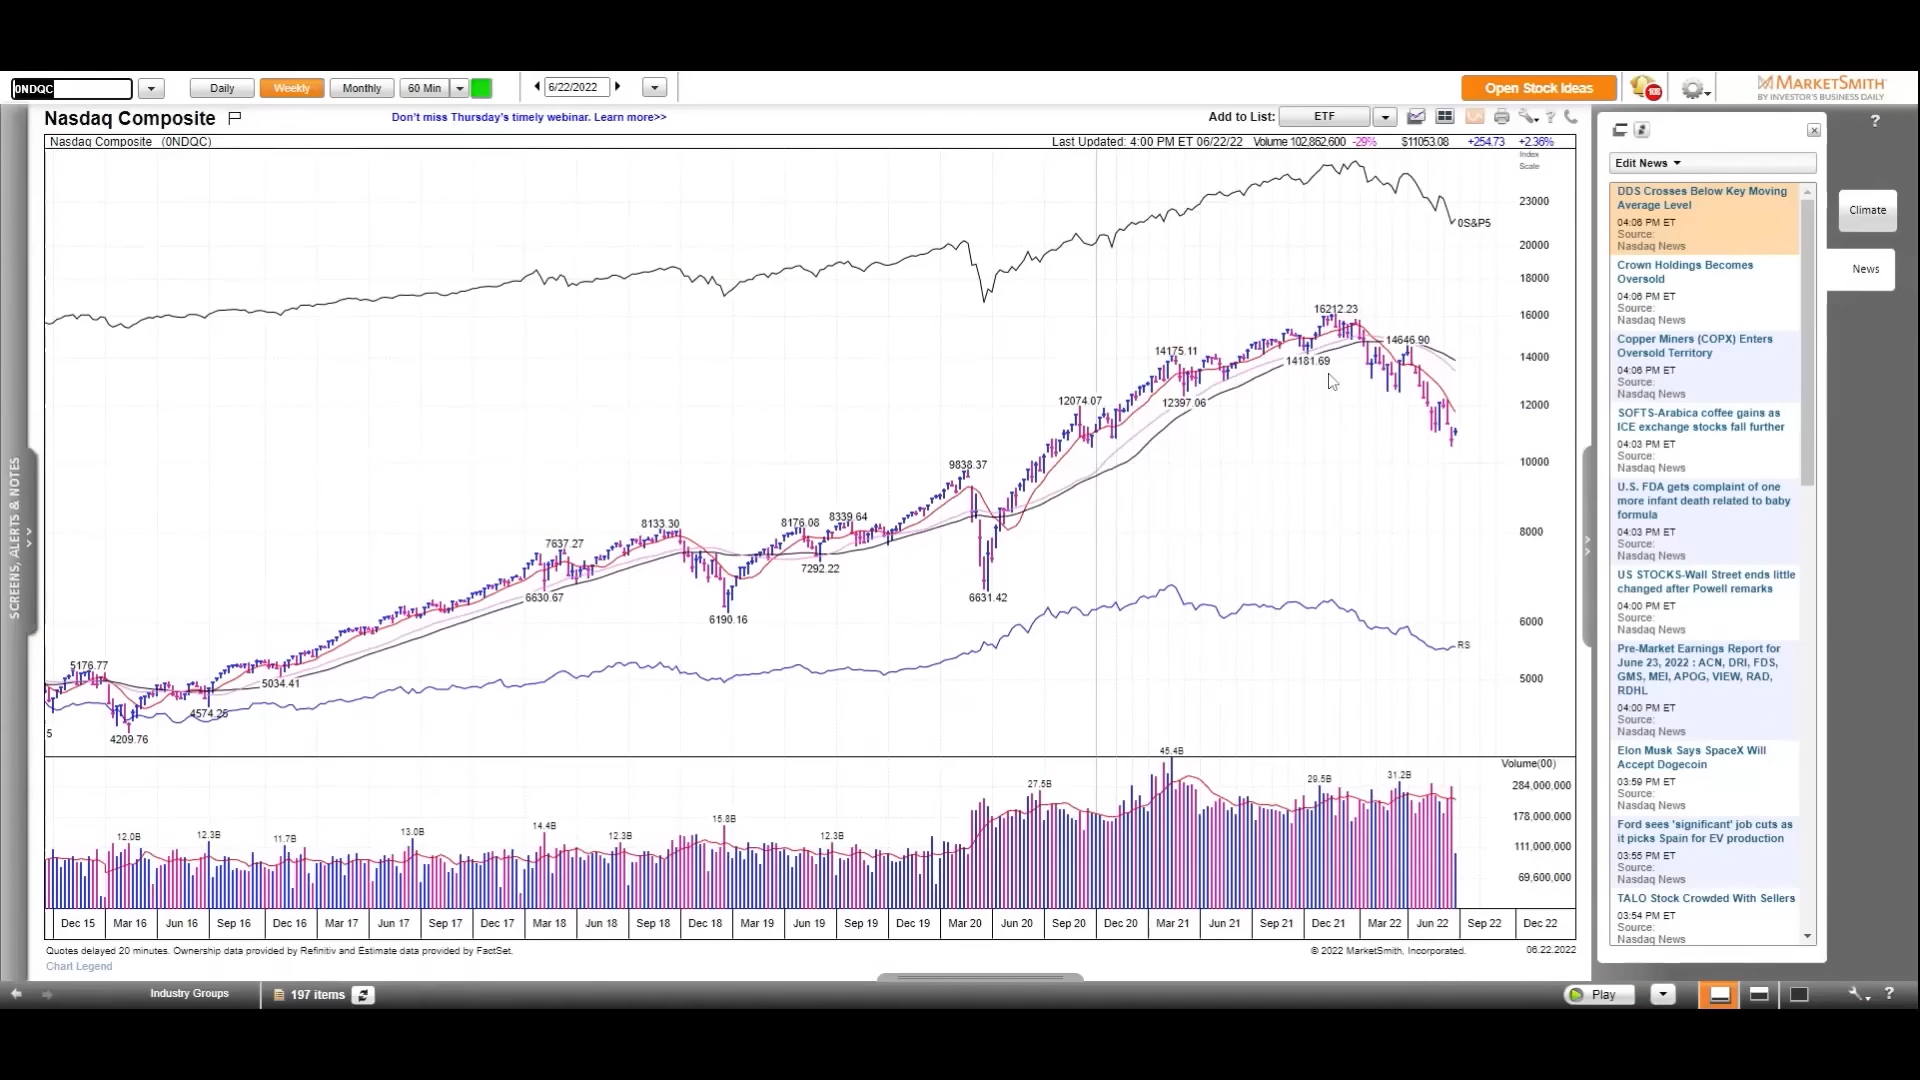 0NDQC
Daily
Weekly
Monthly
60 Min
6/22/2022
Open Stock Ideas
108
MARKETSMITH
BY INVESTOR'S BUSINESS DAILY
Nasdaq Composite
Don't miss Thursday's timely webinar. Learn more>>
Add to List:
ETF
?
?
Nasdaq Composite (0NDQC)
Last Updated: 4:00 PM ET 06/22/22 Volume 102,862,600 -29% $11053.08 +254.73 +2.36%
Index
Scale
23000
20000
18000
16000
14000
12000
10000
8000
6000
5000
0S&P5
16212.23
14646.90
14175.11
14181.69
12397.06
12074.07
9838.37
8339.64
8176.08
8133.30
7637.27
7292.22
6630.67
6631.42
6190.16
RS
5176.77
5034.41
4574.25
4209.76
5
45.4B
Volume(00)
284,000,000
178,000,000
111,000,000
69,600,000
27.5B
29.5B
31.2B
12.0B
12.3B
11.7B
13.0B
14.4B
12.3B
15.8B
12.3B
Dec 15
Mar 16
Jun 16
Sep 16
Dec 16
Mar 17
Jun 17
Sep 17
Dec 17
Mar 18
Jun 18
Sep 18
Dec 18
Mar 19
Jun 19
Sep 19
Dec 19
Mar 20
Jun 20
Sep 20
Dec 20
Mar 21
Jun 21
Sep 21
Dec 21
Mar 22
Jun 22
Sep 22
Dec 22
Quotes delayed 20 minutes. Ownership data provided by Refinitiv and Estimate data provided by FactSet.
© 2022 MarketSmith, Incorporated.
06.22.2022
Chart Legend
SCREENS, ALERTS & NOTES
Edit News
DDS Crosses Below Key Moving
Average Level
04:06 PM ET
Source:
Nasdaq News
Crown Holdings Becomes
Oversold
04:06 PM ET
Source:
Nasdaq News
Copper Miners (COPX) Enters
Oversold Territory
04:06 PM ET
Source:
Nasdaq News
SOFTS-Arabica coffee gains as
ICE exchange stocks fall further
04:03 PM ET
Source:
Nasdaq News
U.S. FDA gets complaint of one
more infant death related to baby
formula
04:03 PM ET
Source:
Nasdaq News
US STOCKS-Wall Street ends little
changed after Powell remarks
04:00 PM ET
Source:
Nasdaq News
Pre-Market Earnings Report for
June 23, 2022 : ACN, DRI, FDS,
GMS, MEI, APOG, VIEW, RAD,
RDHL
04:00 PM ET
Source:
Nasdaq News
Elon Musk Says SpaceX Will
Accept Dogecoin
03:59 PM ET
Source:
Nasdaq News
Ford sees 'significant' job cuts as
it picks Spain for EV production
03:55 PM ET
Source:
Nasdaq News
TALO Stock Crowded With Sellers
03:54 PM ET
Source:
Nasdaq News
Climate
News
Industry Groups
197 items
Play
?